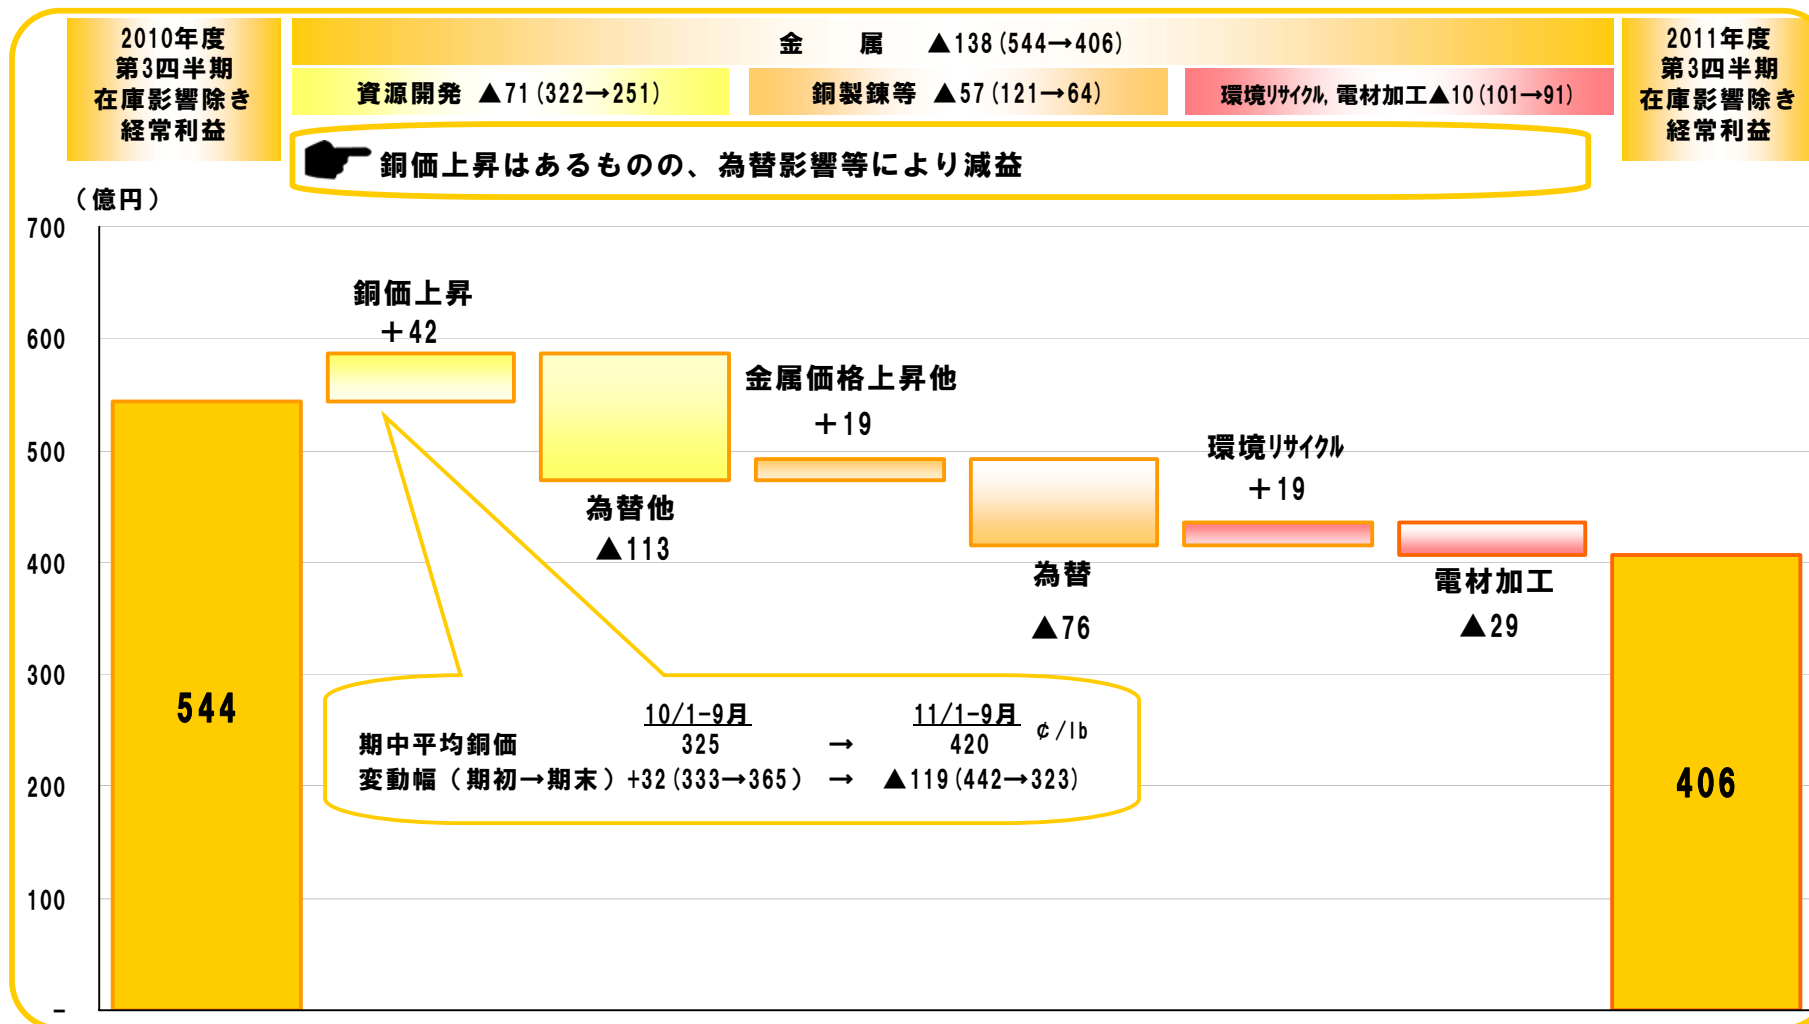 2010年度
第3四半期
在庫影響除き
経常利益
金　　属　▲138(544→406)
資源開発 ▲71(322→251)
銅製錬等 ▲57(121→64)
環境ﾘｻｲｸﾙ,電材加工▲10(101→91)
2011年度
第3四半期
在庫影響除き
経常利益
銅価上昇はあるものの、為替影響等により減益
（億円）
700
600
500
400
300
200
100
-
544
銅価上昇
＋42
為替他
▲113
金属価格上昇他
＋19
為替
▲76
環境ﾘｻｲｸﾙ
＋19
電材加工
▲29
406
10/1-9月 11/1-9月 ￠/lb
期中平均銅価 325 → 420
変動幅（期初→期末）+32(333→365) → ▲119(442→323)